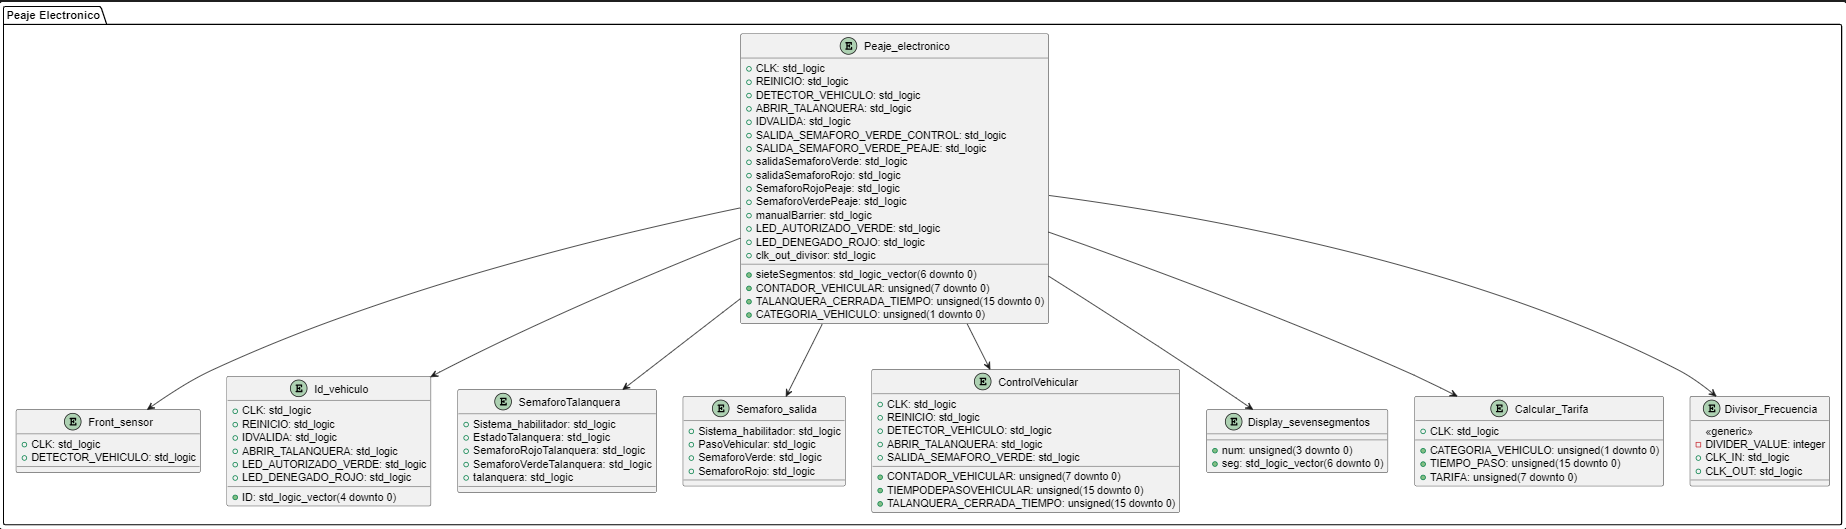 Peaje Electronico
E Peaje_electronico
CLK: std_logic
REINICIO: std_logic
DETECTOR_VEHICULO: std_logic
ABRIR_TALANQUERA: std_logic
IDVALIDA: std_logic
SALIDA_SEMAFORO_VERDE_CONTROL: std_logic
SALIDA_SEMAFORO_VERDE_PEAJE: std_logic
salidaSemaforoVerde: std_logic
salidaSemaforoRojo: std_logic
SemaforoRojoPeaje: std_logic
SemaforoVerdePeaje: std_logic
manualBarrier: std_logic
LED_AUTORIZADO_VERDE: std_logic
LED_DENEGADO_ROJO: std_logic
clk_out_divisor: std_logic
sieteSegmentos: std_logic_vector(6 downto 0)
CONTADOR_VEHICULAR: unsigned(7 downto 0)
TALANQUERA_CERRADA_TIEMPO: unsigned(15 downto 0)
CATEGORIA_VEHICULO: unsigned(1 downto 0)
E Front_sensor
CLK: std_logic
DETECTOR_VEHICULO: std_logic
E Id_vehiculo
CLK: std_logic
REINICIO: std_logic
IDVALIDA: std_logic
ABRIR_TALANQUERA: std_logic
LED_AUTORIZADO_VERDE: std_logic
LED_DENEGADO_ROJO: std_logic
ID: std_logic_vector(4 downto 0)
E SemaforoTalanquera
Sistema_habilitador: std_logic
EstadoTalanquera: std_logic
SemaforoRojoTalanquera: std_logic
SemaforoVerdeTalanquera: std_logic
talanquera: std_logic
E Semaforo_salida
Sistema_habilitador: std_logic
PasoVehicular: std_logic
SemaforoVerde: std_logic
SemaforoRojo: std_logic
E ControlVehicular
CLK: std_logic
REINICIO: std_logic
DETECTOR_VEHICULO: std_logic
ABRIR_TALANQUERA: std_logic
SALIDA_SEMAFORO_VERDE: std_logic
CONTADOR_VEHICULAR: unsigned(7 downto 0)
TIEMPODEPASOVEHICULAR: unsigned(15 downto 0)
TALANQUERA_CERRADA_TIEMPO: unsigned(15 downto 0)
E Display_sevensegmentos
num: unsigned(3 downto 0)
seg: std_logic_vector(6 downto 0)
E Calcular_Tarifa
CLK: std_logic
CATEGORIA_VEHICULO: unsigned(1 downto 0)
TIEMPO_PASO: unsigned(15 downto 0)
TARIFA: unsigned(7 downto 0)
E Divisor_Frecuencia
«generic»
DIVIDER_VALUE: integer
CLK_IN: std_logic
CLK_OUT: std_logic